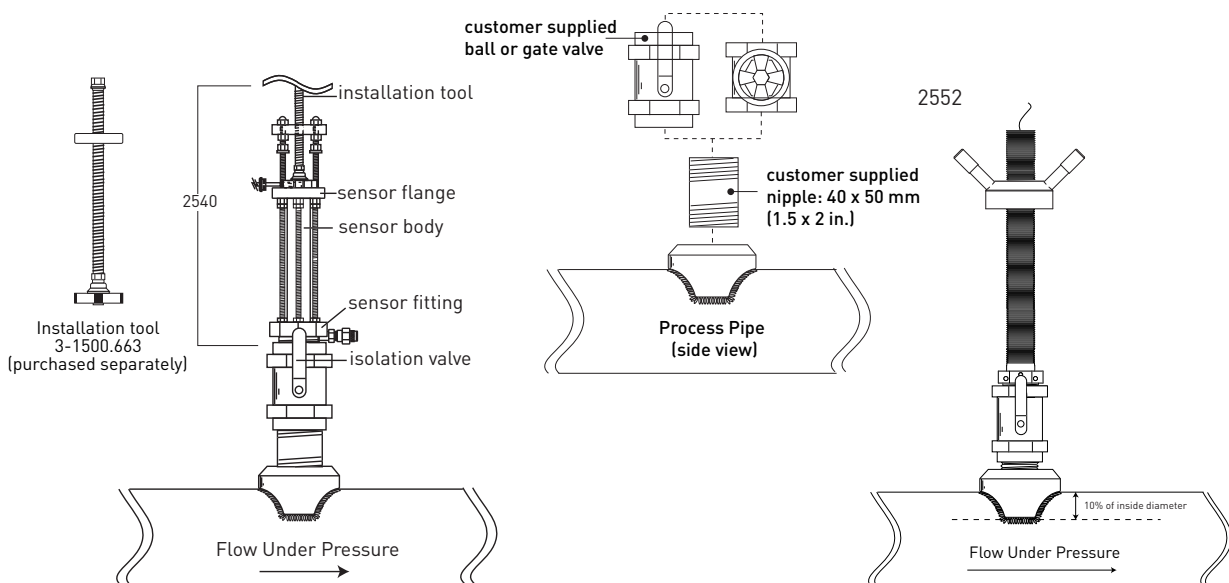 2540
installation tool
sensor flange
sensor body
sensor fitting
isolation valve
Installation tool
3-1500.663
(purchased separately)
Flow Under Pressure
customer supplied
ball or gate valve
customer supplied
nipple: 40 x 50 mm
(1.5 x 2 in.)
Process Pipe
(side view)
2552
10% of inside diameter
Flow Under Pressure